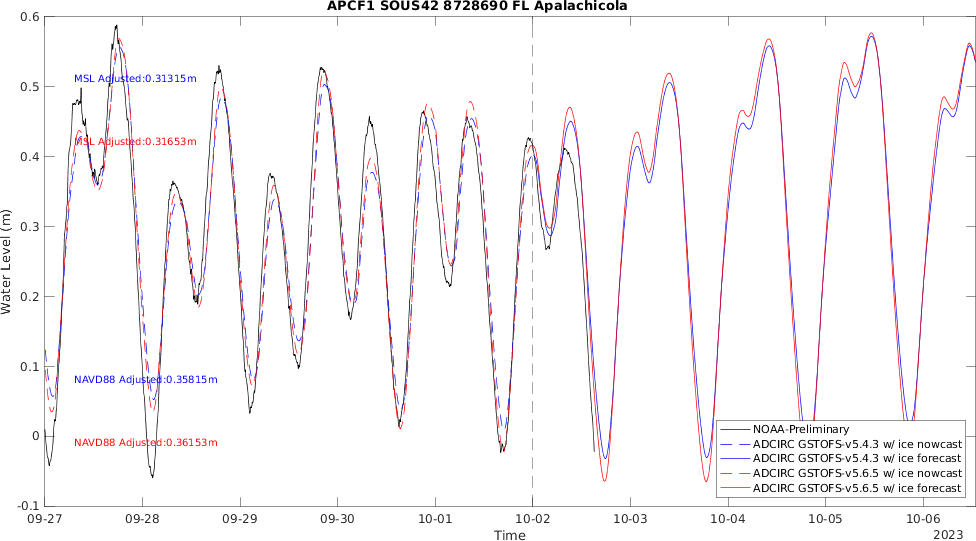 APCF1 SOUS42 8728690 FL Apalachicola
0.6
0.5
0.4
0.3
0.2
0.1
0
-0.1
Water Level (m)
MSL Adjusted:0.31315m
MSL Adjusted:0.31653m
NAVD88 Adjusted:0.35815m
NAVD88 Adjusted:0.36153m
NOAA-Preliminary
ADCIRC GSTOFS-v5.4.3 w/ ice nowcast
ADCIRC GSTOFS-v5.4.3 w/ ice forecast
ADCIRC GSTOFS-v5.6.5 w/ ice nowcast
ADCIRC GSTOFS-v5.6.5 w/ ice forecast
09-27 09-28 09-29 09-30 10-01 10-02 10-03 10-04 10-05 10-06
Time
2023